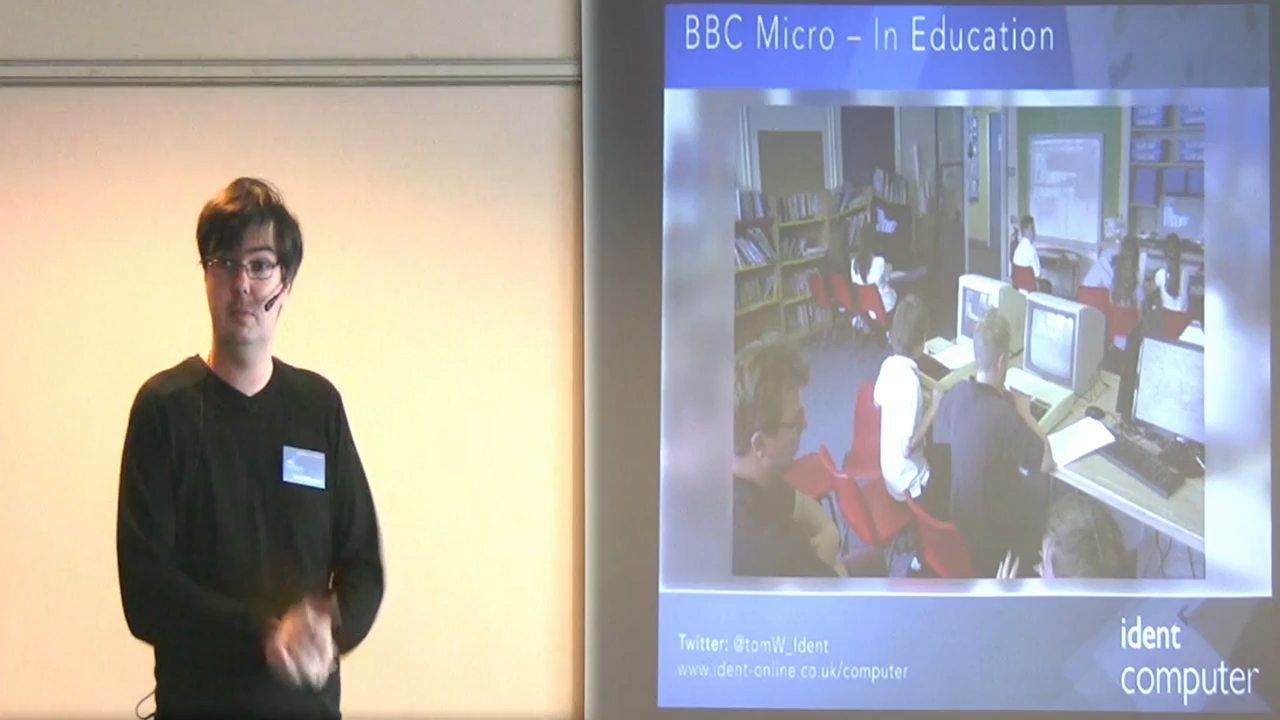 BBC Micro – In Education
Twitter: @tomW_Ident
www.ident-online.co.uk/computer
ident
computer